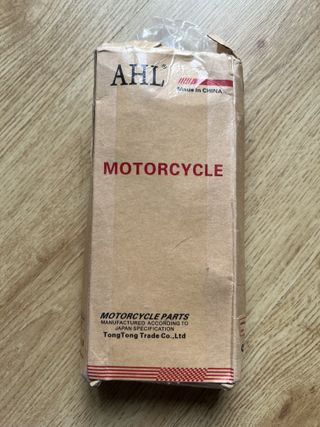 AHL®
Made in CHINA
MOTORCYCLE
MOTORCYCLE PARTS
MANUFACTURED ACCORDING TO
JAPAN SPECIFICATION
TongTong Trade Co.,Ltd